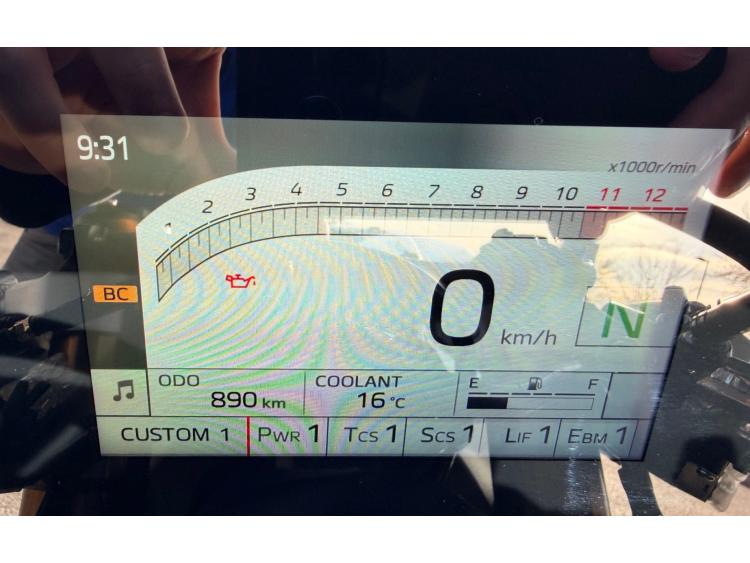 9:31
x1000r/min
1 2 3 4 5 6 7 8 9 10 11 12
BC
0 km/h
N
ODO
890 km
COOLANT
16 °C
E F
CUSTOM 1 PWR 1 TCS 1 SCS 1 LIF 1 EBM 1